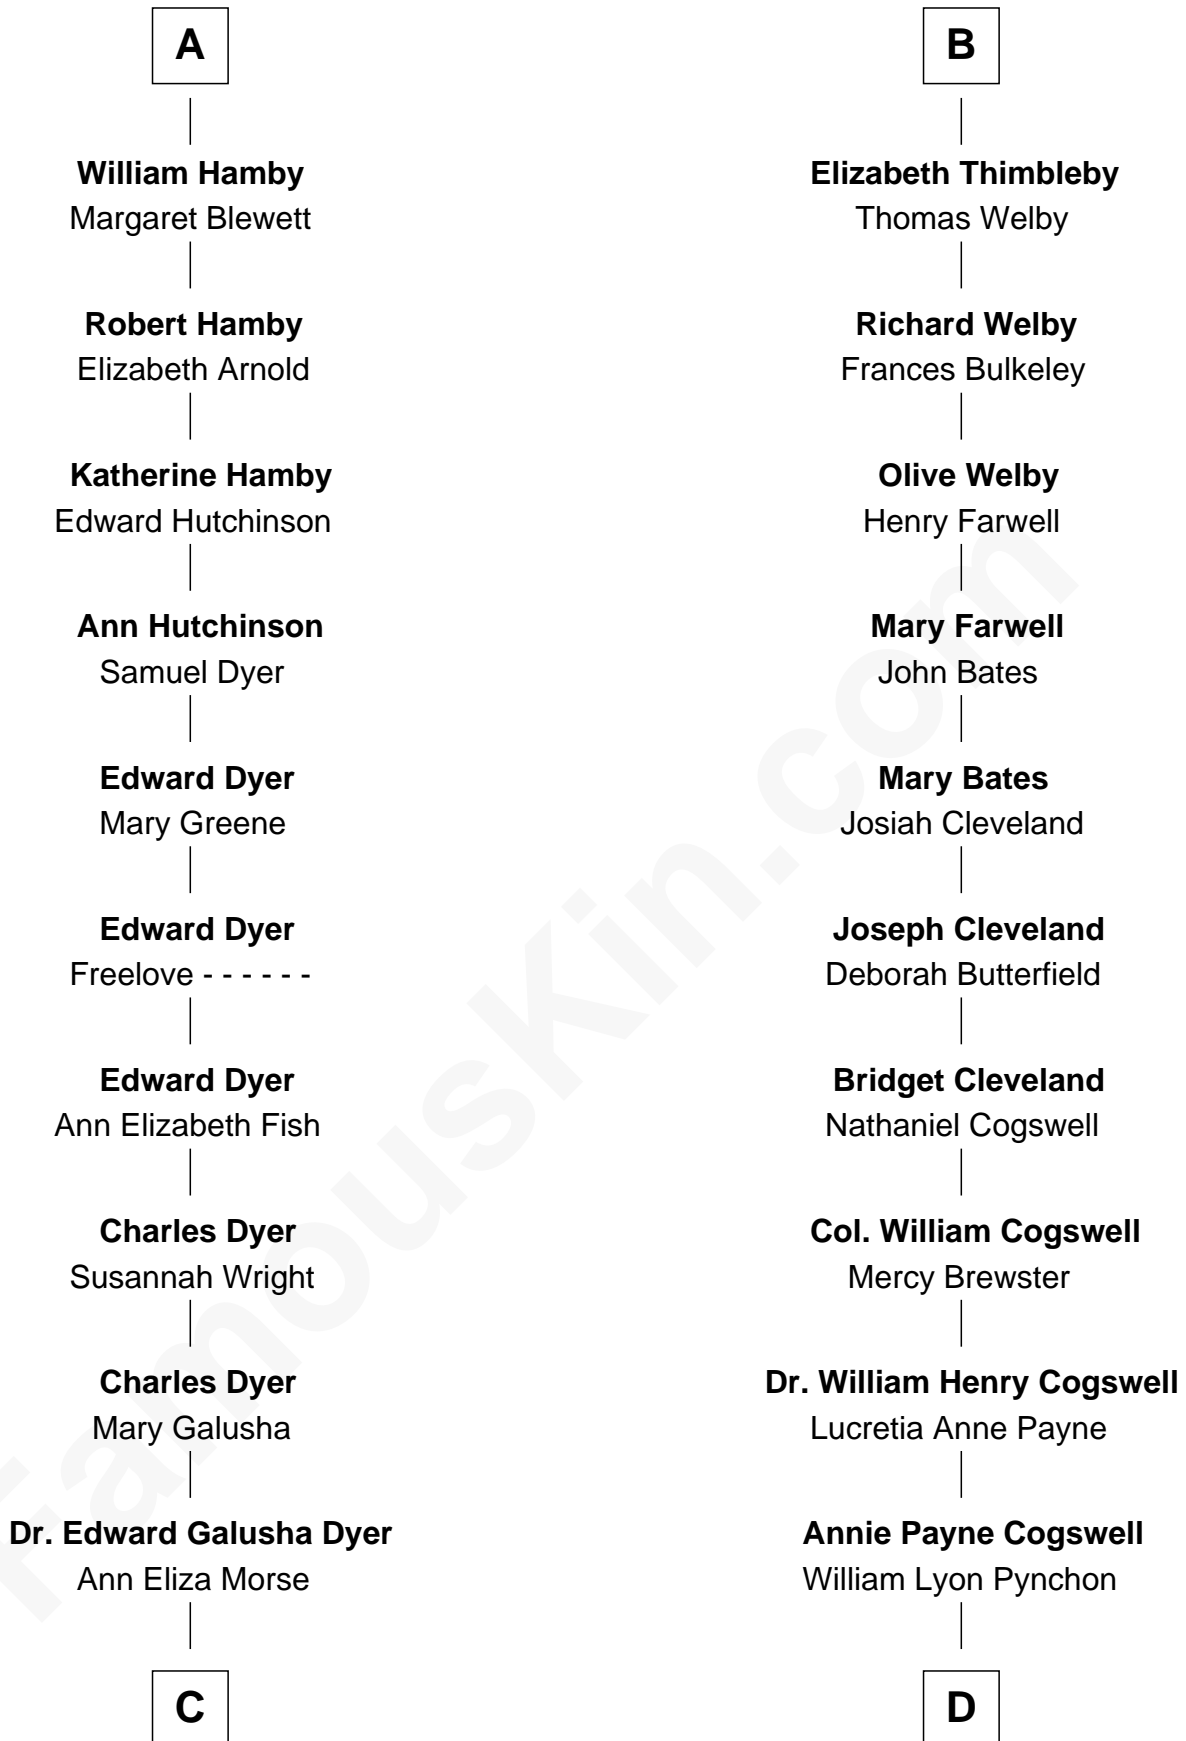 A
William Hamby
Margaret Blewett
Robert Hamby
Elizabeth Arnold
Katherine Hamby
Edward Hutchinson
Ann Hutchinson
Samuel Dyer
Edward Dyer
Mary Greene
Edward Dyer
Freelove - - - - - -
Edward Dyer
Ann Elizabeth Fish
Charles Dyer
Susannah Wright
Charles Dyer
Mary Galusha
Dr. Edward Galusha Dyer
Ann Eliza Morse
C
B
Elizabeth Thimbleby
Thomas Welby
Richard Welby
Frances Bulkeley
Olive Welby
Henry Farwell
Mary Farwell
John Bates
Mary Bates
Josiah Cleveland
Joseph Cleveland
Deborah Butterfield
Bridget Cleveland
Nathaniel Cogswell
Col. William Cogswell
Mercy Brewster
Dr. William Henry Cogswell
Lucretia Anne Payne
Annie Payne Cogswell
William Lyon Pynchon
D
FamousKin.com